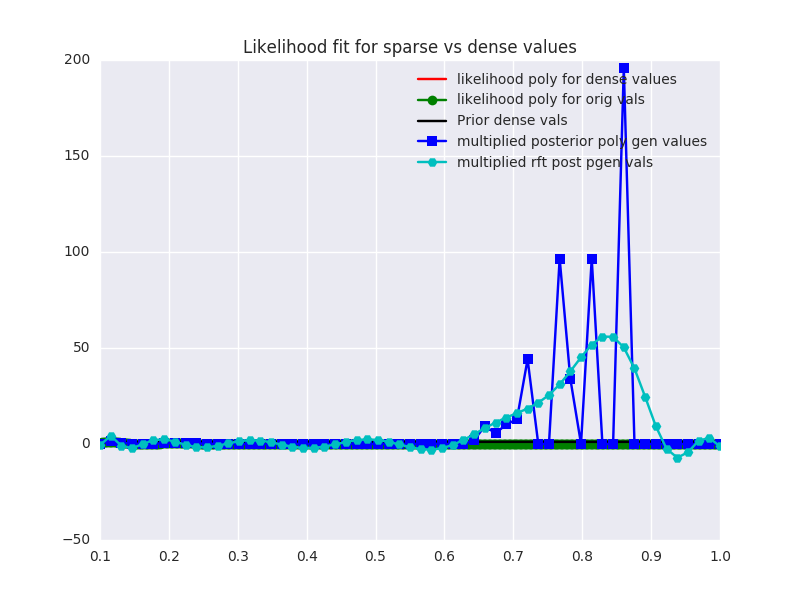 Likelihood fit for sparse vs dense values
200
150
100
50
0
−50
likelihood poly for dense values
likelihood poly for orig vals
Prior dense vals
multiplied posterior poly gen values
multiplied rft post pgen vals
0.1 0.2 0.3 0.4 0.5 0.6 0.7 0.8 0.9 1.0